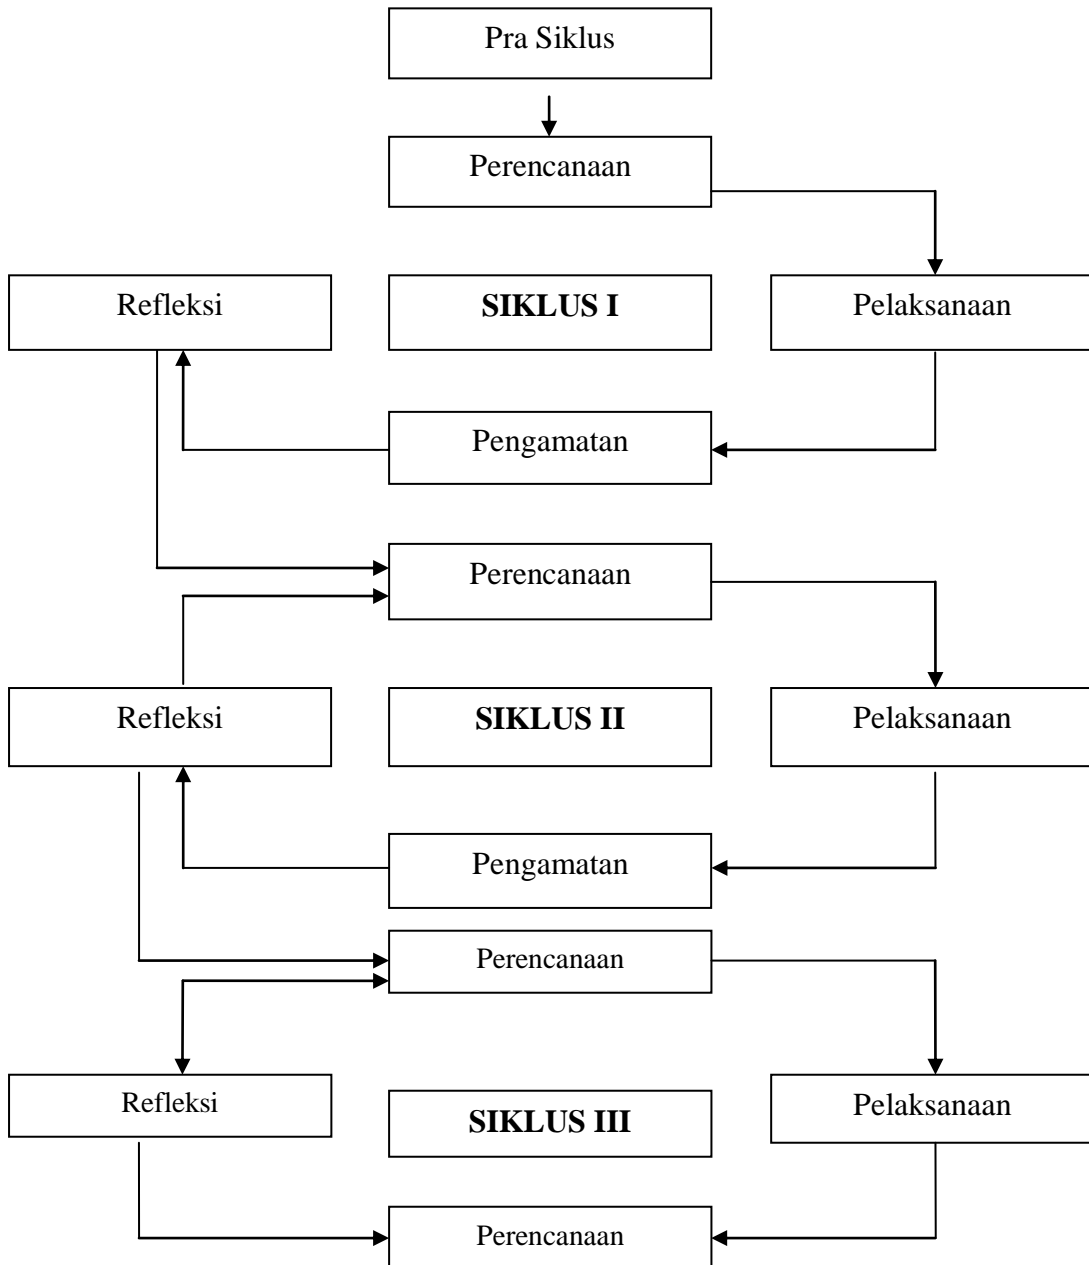 Pra Siklus
Perencanaan
Refleksi
SIKLUS I
Pelaksanaan
Pengamatan
Perencanaan
Refleksi
SIKLUS II
Pelaksanaan
Pengamatan
Perencanaan
Refleksi
SIKLUS III
Pelaksanaan
Perencanaan